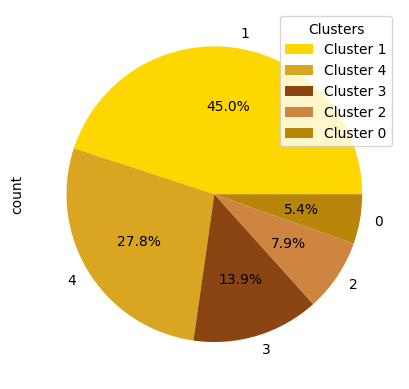 1
Clusters
Cluster 1
Cluster 4
Cluster 3
Cluster 2
Cluster 0
45.0%
count
5.4%
0
27.8%
7.9%
13.9%
4
2
3